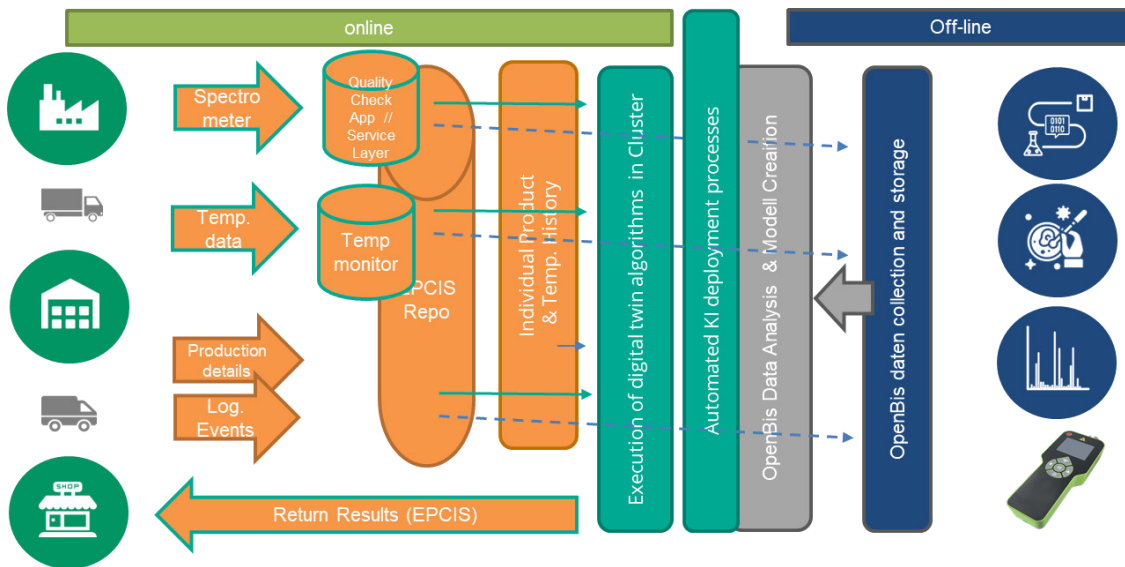 online
Off-line
Spectro
meter
Quality
Check
App //
Service
Layer
Temp.
data
Temp
monitor
EPCIS
Repo
Production
details
Log.
Events
Individual Product
& Temp. History
Execution of digital twin algorithms in Cluster
Automated KI deployment processes
OpenBis Data Analysis & Modell Creaition
OpenBis daten collection and storage
0101
0110
SHOP
Return Results (EPCIS)